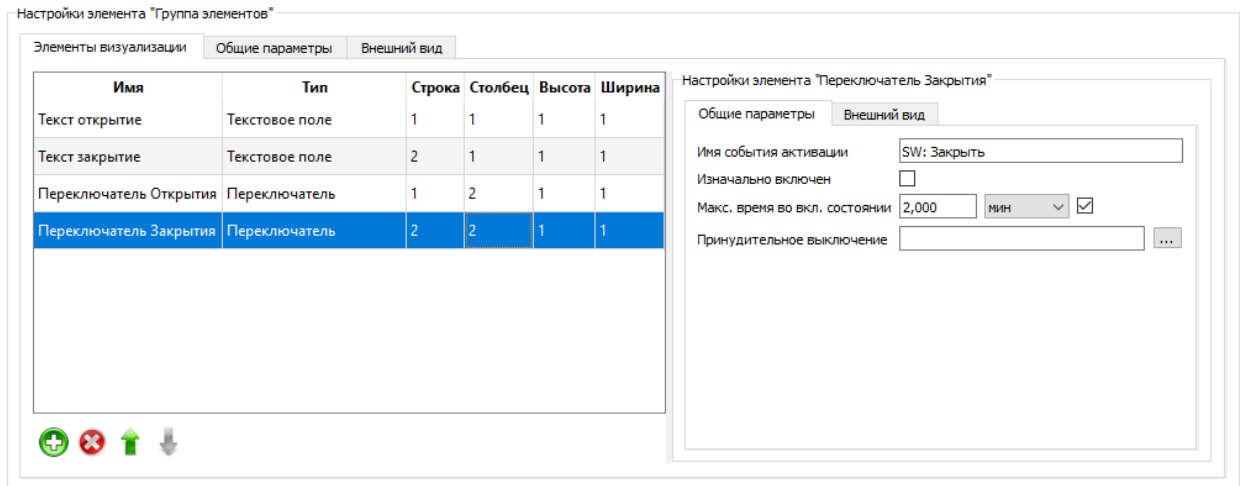 Настройки элемента "Группа элементов"
Элементы визуализации Общие параметры Внешний вид
Имя Тип Строка Столбец Высота Ширина
Текст открытие Текстовое поле 1 1 1 1
Текст закрытие Текстовое поле 2 1 1 1
Переключатель Открытия Переключатель 1 2 1 1
Переключатель Закрытия Переключатель 2 2 1 1
Настройки элемента "Переключатель Закрытия"
Общие параметры Внешний вид
Имя события активации SW: Закрыть
Изначально включен
Макс. время во вкл. состоянии 2,000 мин
Принудительное выключение ...